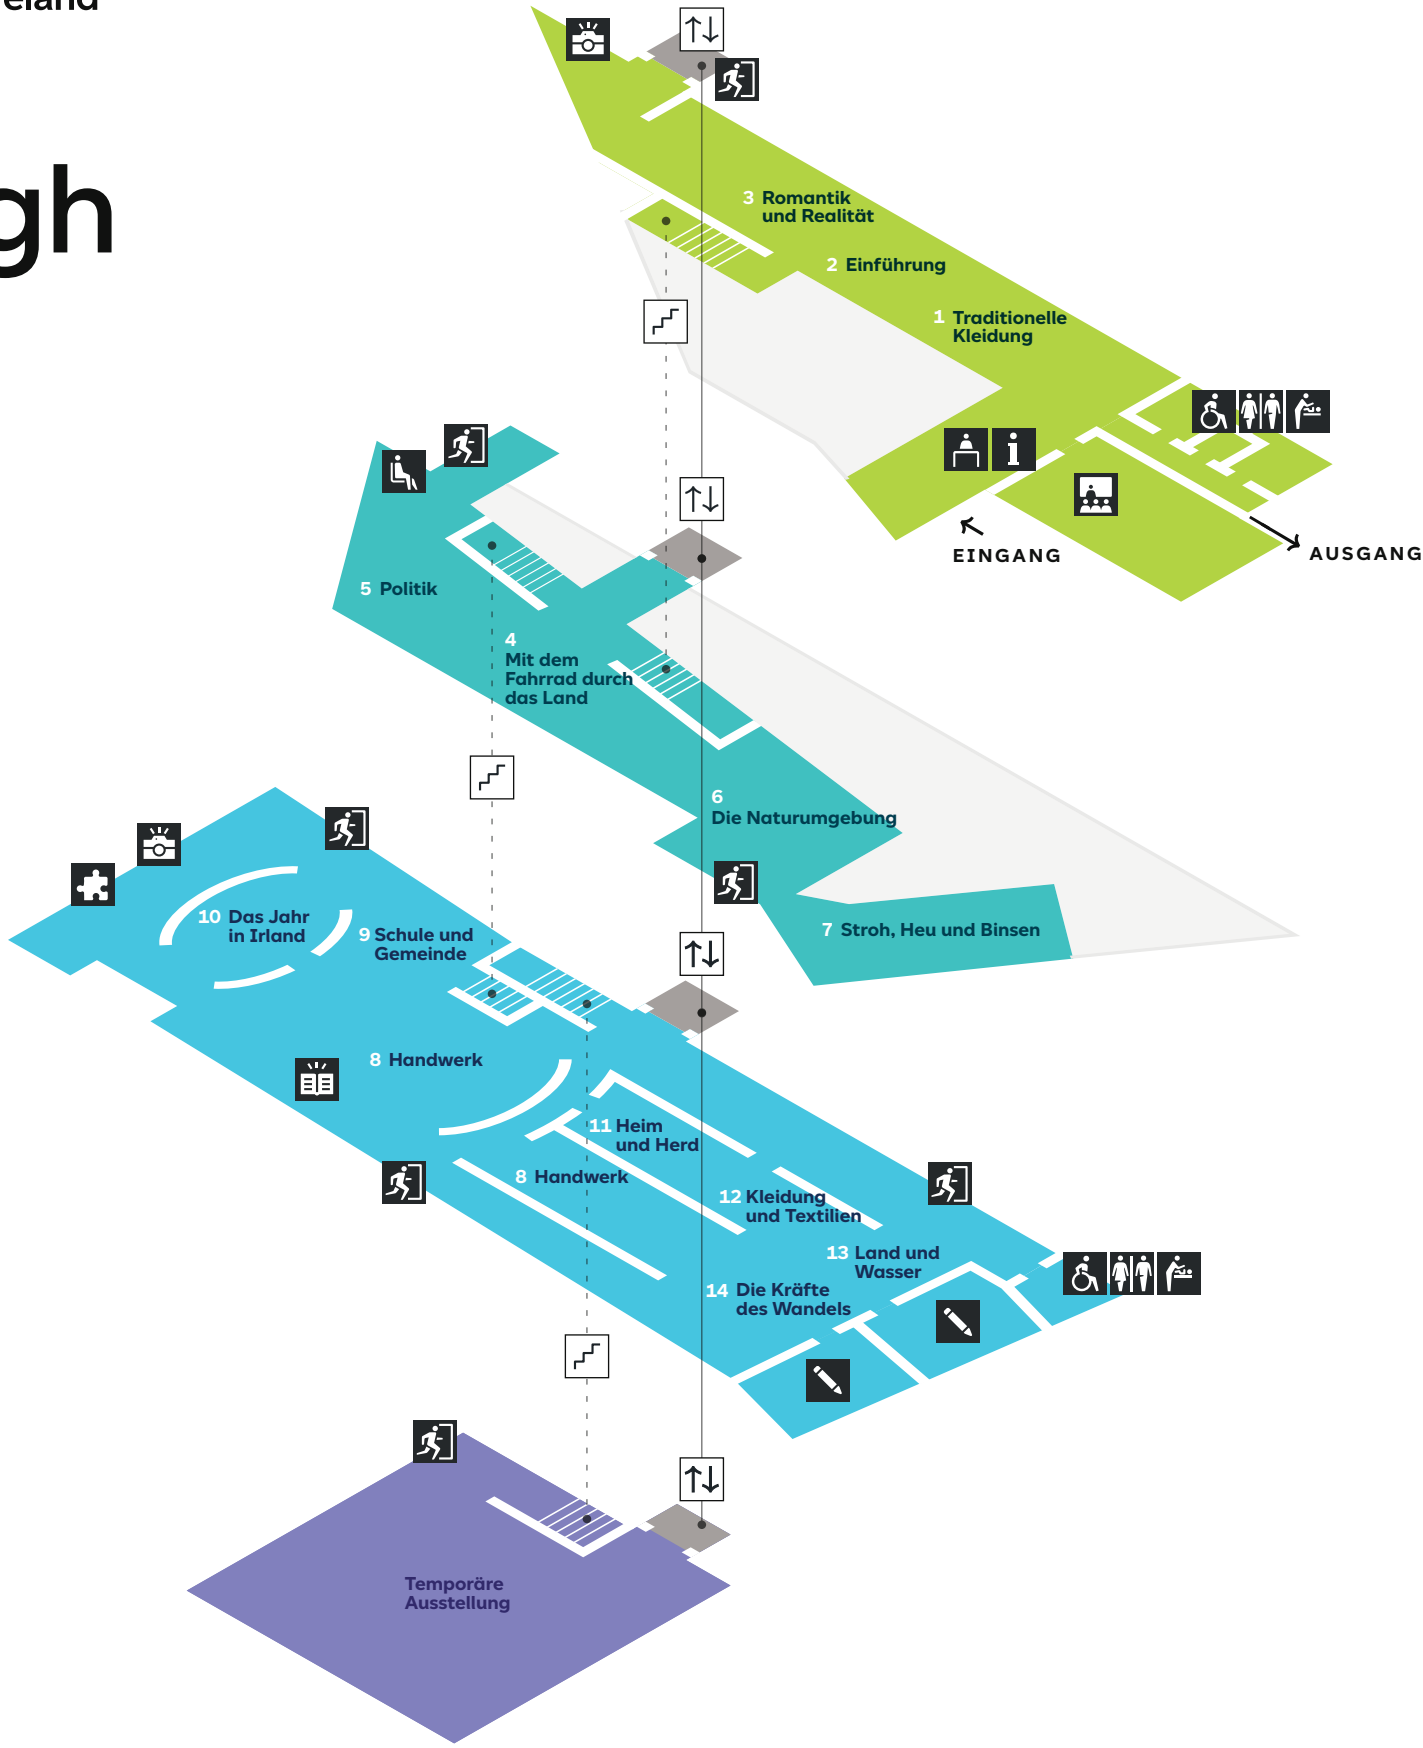 eland
gh
3 Romantik
und Realität
2 Einführung
1 Traditionelle
Kleidung
EINGANG
AUSGANG
5 Politik
4
Mit dem
Fahrrad durch
das Land
6
Die Naturumgebung
7 Stroh, Heu und Binsen
10 Das Jahr
in Irland
9 Schule und
Gemeinde
8 Handwerk
11 Heim
und Herd
8 Handwerk
12 Kleidung
und Textilien
13 Land und
Wasser
14 Die Kräfte
des Wandels
Temporäre
Ausstellung